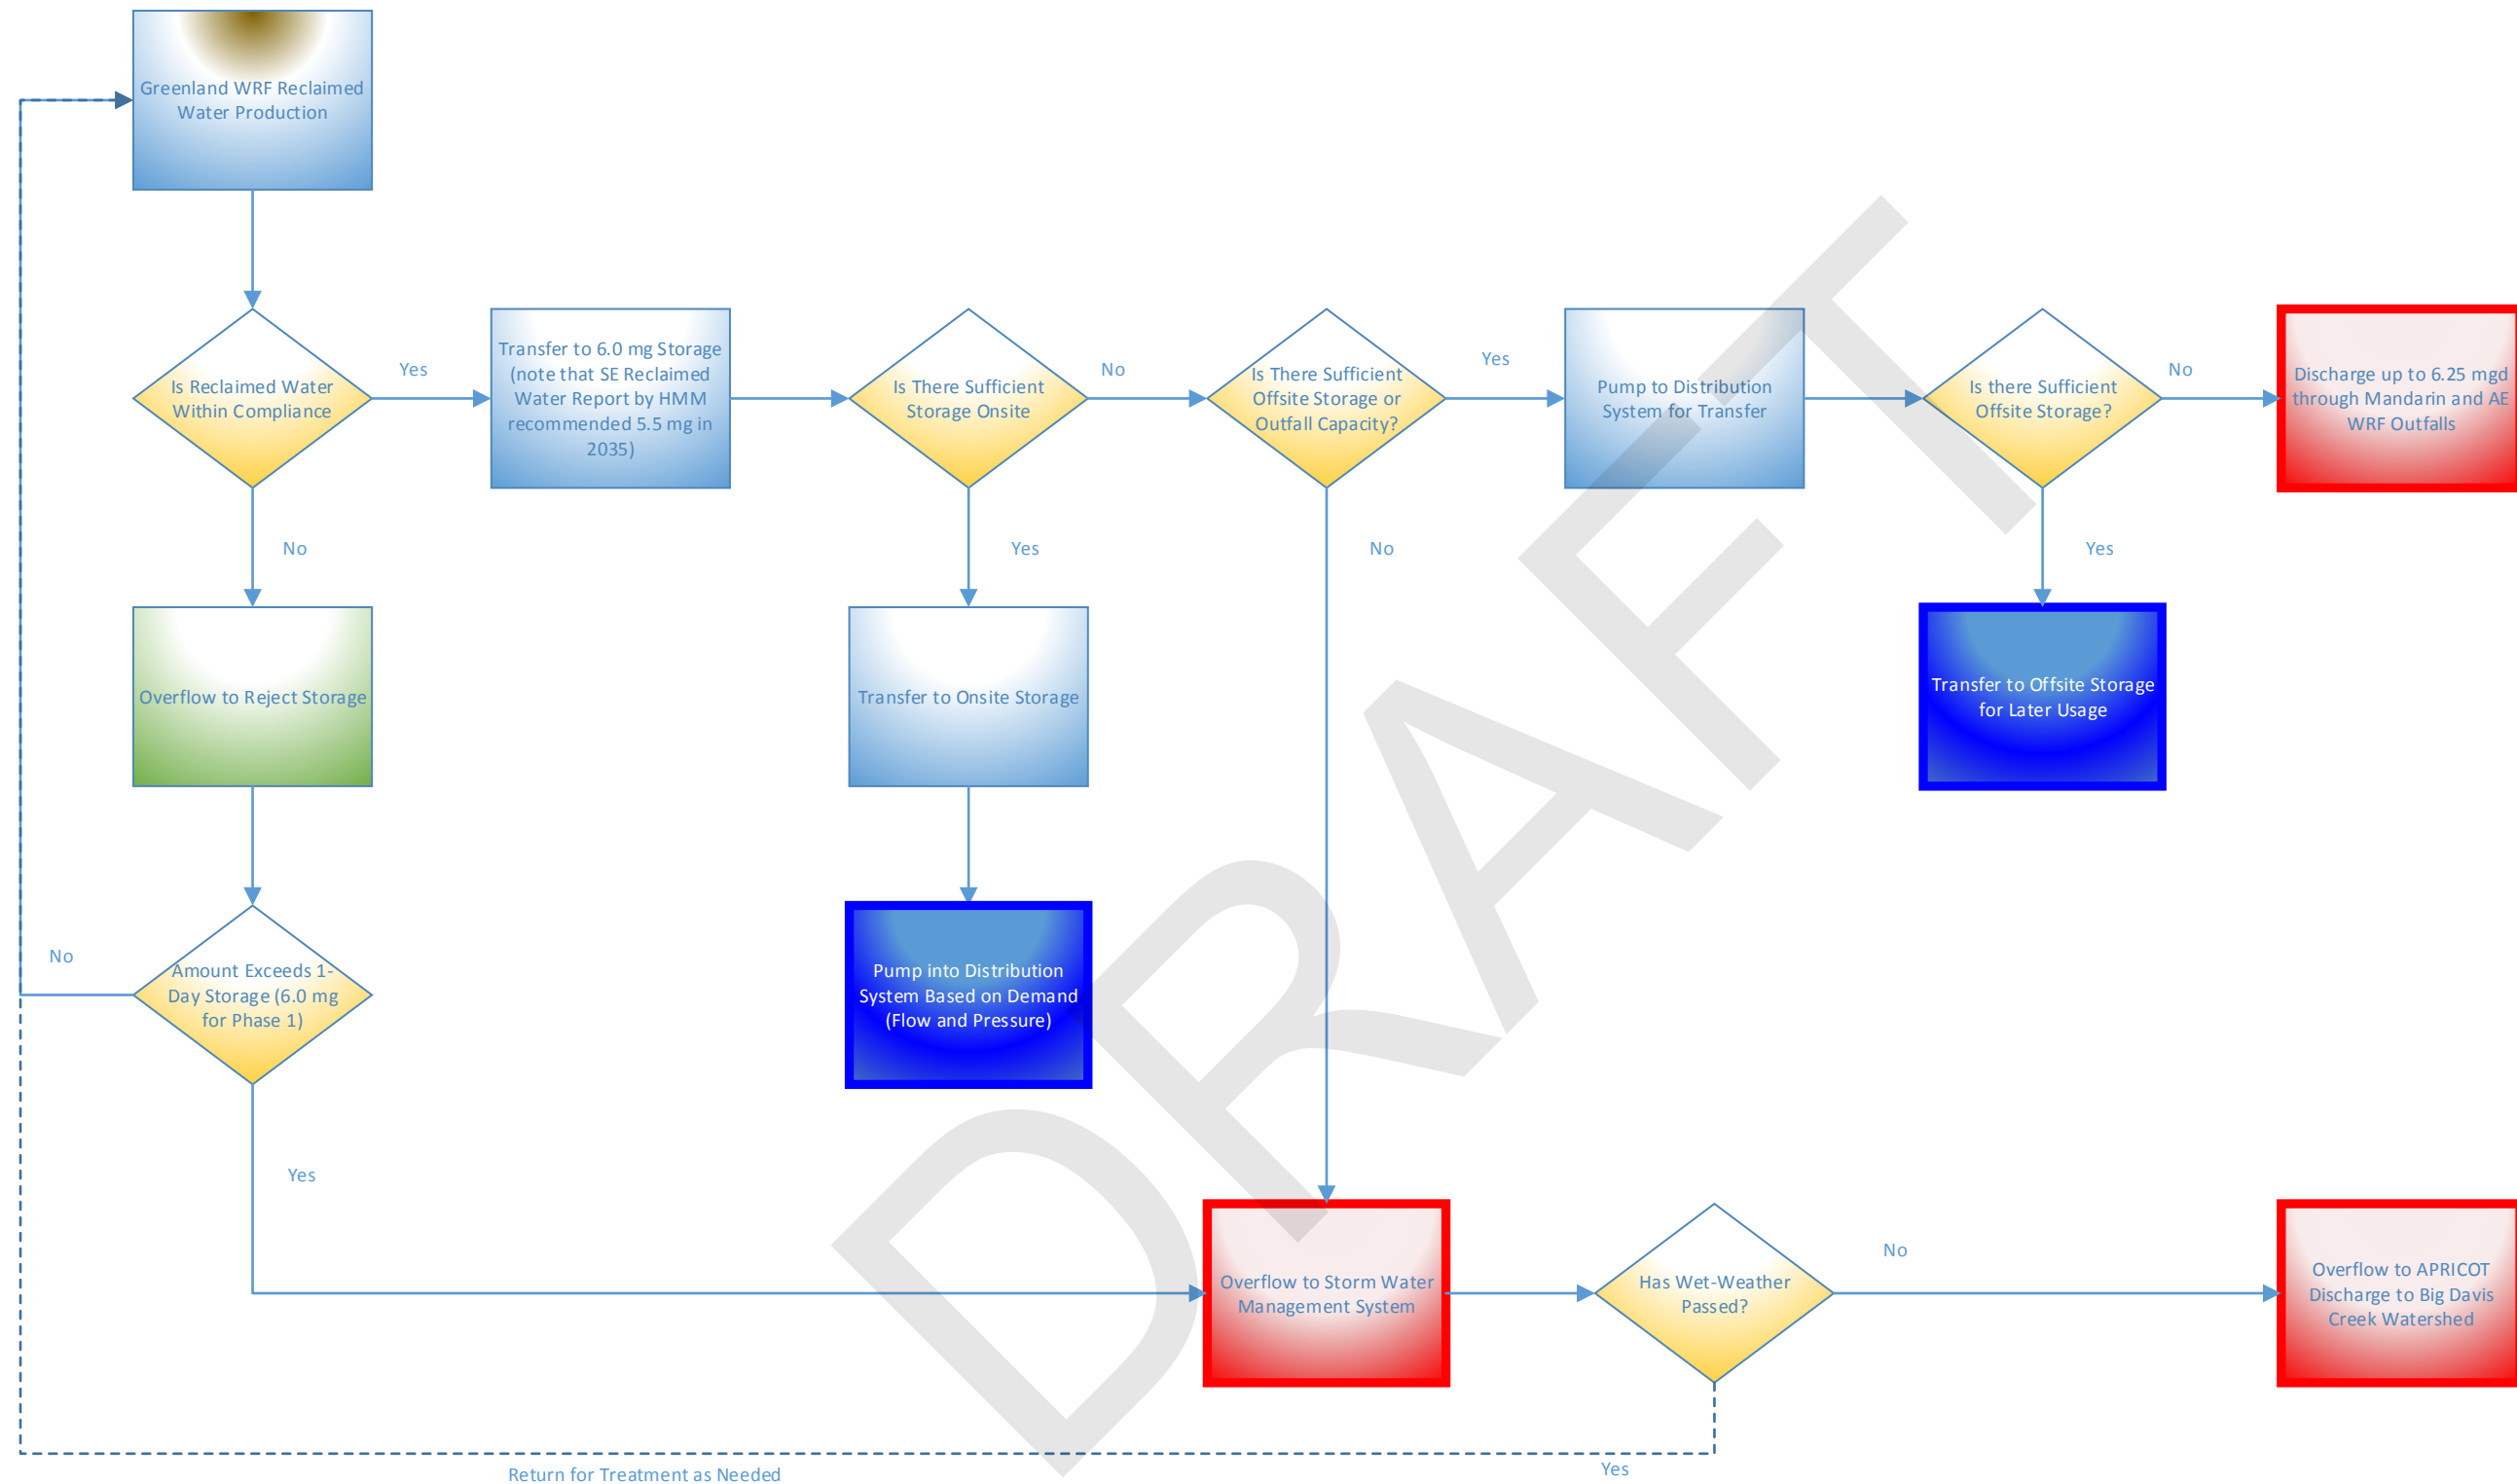 Greenland WRF Reclaimed
Water Production
Is Reclaimed Water
Within Compliance
Yes
Transfer to 6.0 mg Storage
(note that SE Reclaimed
Water Report by HMM
recommended 5.5 mg in
2035)
Is There Sufficient
Storage Onsite
No
Is There Sufficient
Offsite Storage or
Outfall Capacity?
Yes
Pump to Distribution
System for Transfer
Is there Sufficient
Offsite Storage?
No
Discharge up to 6.25 mgd
through Mandarin and AE
WRF Outfalls
No
Yes
No
Yes
Overflow to Reject Storage
Transfer to Onsite Storage
Transfer to Offsite Storage
for Later Usage
No
Amount Exceeds 1-
Day Storage (6.0 mg
for Phase 1)
Pump into Distribution
System Based on Demand
(Flow and Pressure)
Yes
Overflow to Storm Water
Management System
Has Wet-Weather
Passed?
No
Overflow to APRICOT
Discharge to Big Davis
Creek Watershed
Return for Treatment as Needed
Yes
DRAFT